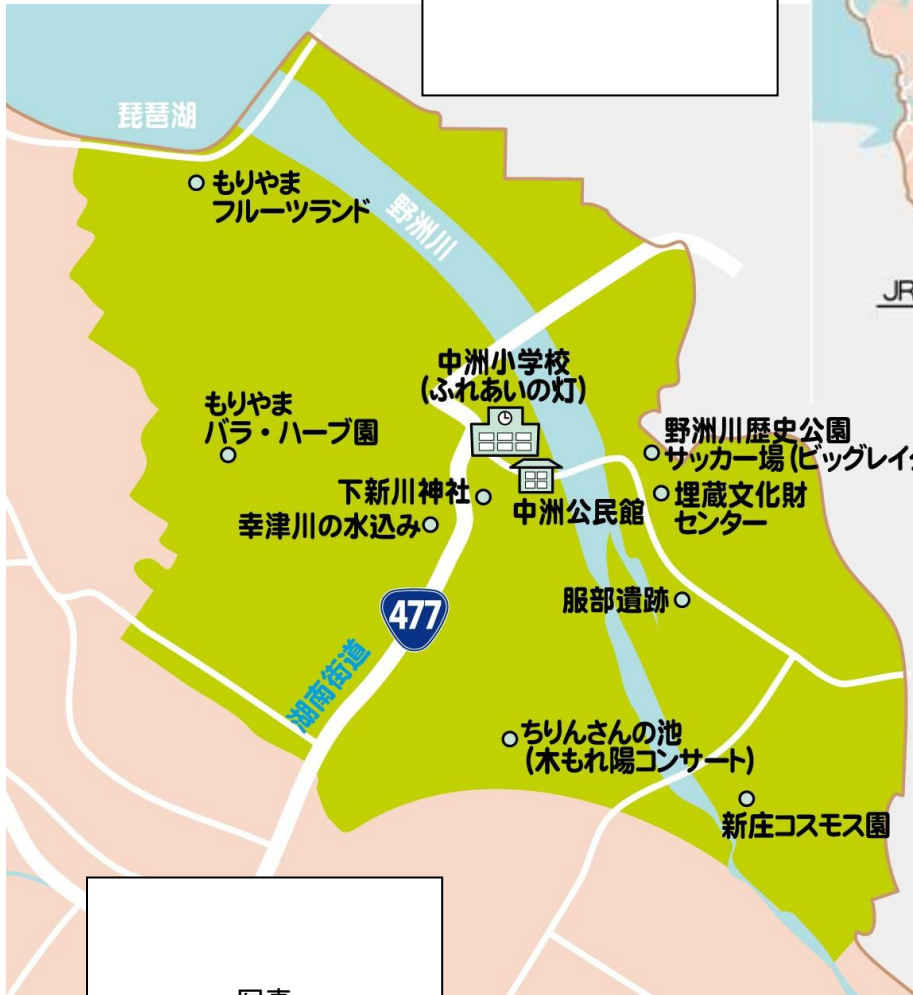 琵琶湖
もりやま
フルーツランド
野洲川
JR
中洲小学校
(ふれあいの灯)
もりやま
バラ・ハーブ園
野洲川歴史公園
サッカー場(ビッグレイ
下新川神社
中洲公民館
埋蔵文化財
センター
幸津川の水込み
服部遺跡
477
湖南街道
ちりんさんの池
(木もれ陽コンサート)
新庄コスモス園